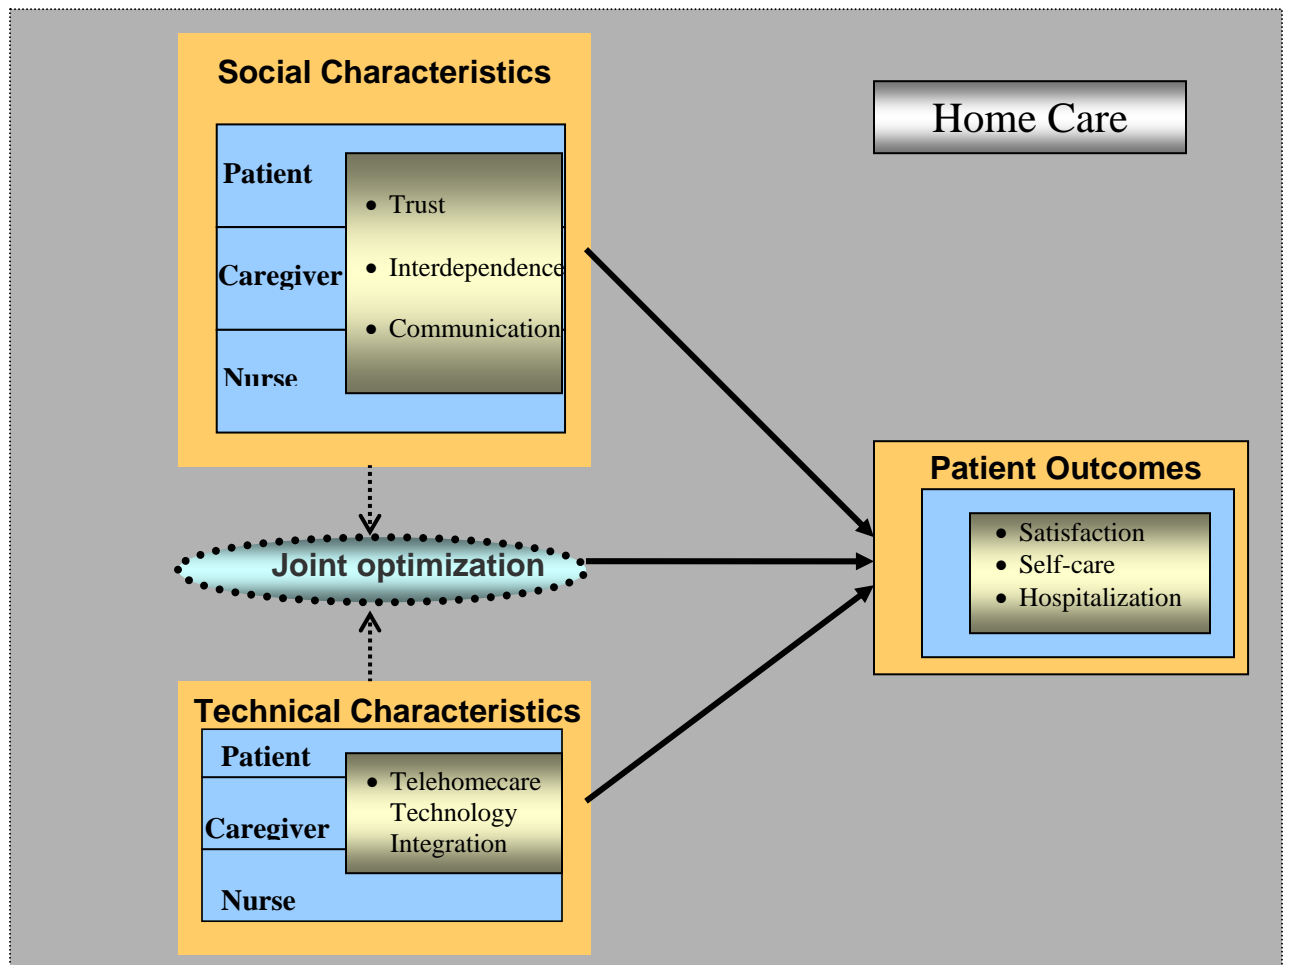 Social Characteristics
Home Care
Patient
• Trust
Caregiver
• Interdependence
• Communication
Nurse
Joint optimization
Patient Outcomes
• Satisfaction
• Self-care
• Hospitalization
Technical Characteristics
Patient
Caregiver
Nurse
• Telehomecare
Technology
Integration